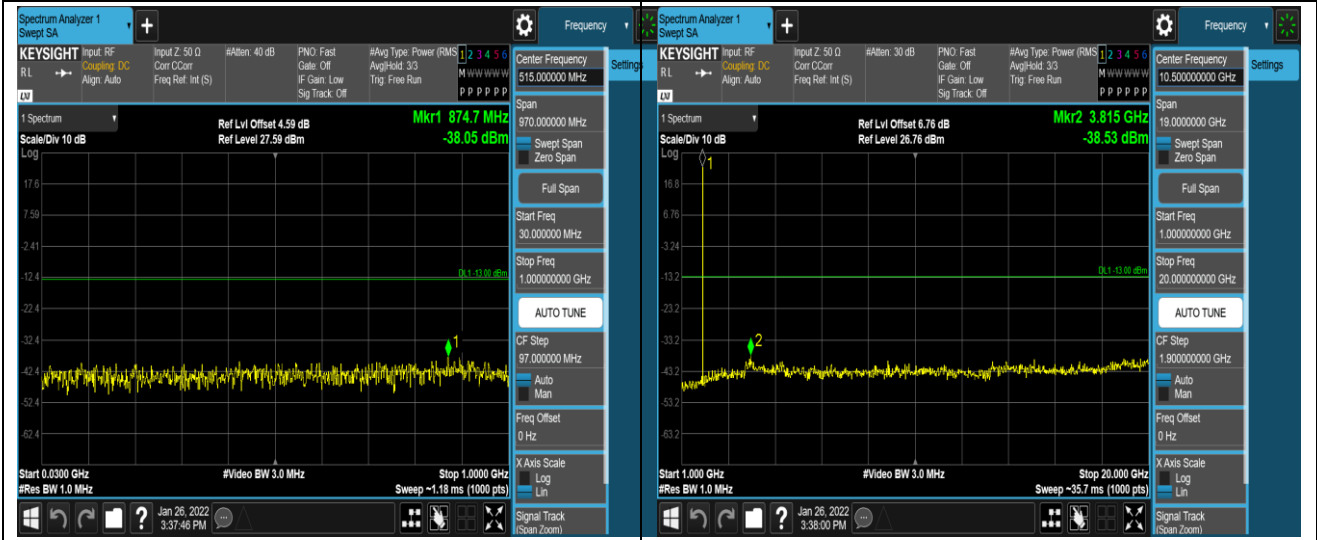 Spectrum Analyzer 1
Swept SA
+
Frequency
KEYSIGHT
RL
LXI
Input: RF
Coupling: DC
Align: Auto
Input Z: 50 Ω
Corr CCorr
Freq Ref: Int (S)
#Atten: 40 dB
PNO: Fast
Gate: Off
IF Gain: Low
Sig Track: Off
#Avg Type: Power (RMS
Avg|Hold: 3/3
Trig: Free Run
1 2 3 4 5 6
M W W W W W
P P P P P P
1 Spectrum
Scale/Div 10 dB
Log
Ref Lvl Offset 4.59 dB
Ref Level 27.59 dBm
Mkr1 874.7 MHz
-38.05 dBm
17.6
7.59
-2.41
-12.4
-22.4
-32.4
-42.4
-52.4
-62.4
DL1 -13.00 dBm
1
Start 0.0300 GHz
#Res BW 1.0 MHz
#Video BW 3.0 MHz
Stop 1.0000 GHz
Sweep ~1.18 ms (1000 pts)
Jan 26, 2022
3:37:46 PM
?
Center Frequency
515.000000 MHz
Span
970.000000 MHz
Swept Span
Zero Span
Full Span
Start Freq
30.000000 MHz
Stop Freq
1.000000000 GHz
AUTO TUNE
CF Step
97.000000 MHz
Auto
Man
Freq Offset
0 Hz
X Axis Scale
Log
Lin
Signal Track
(Span Zoom)
Settings
Spectrum Analyzer 1
Swept SA
+
Frequency
KEYSIGHT
RL
LXI
Input: RF
Coupling: DC
Align: Auto
Input Z: 50 Ω
Corr CCorr
Freq Ref: Int (S)
#Atten: 30 dB
PNO: Fast
Gate: Off
IF Gain: Low
Sig Track: Off
#Avg Type: Power (RMS
Avg|Hold: 3/3
Trig: Free Run
1 2 3 4 5 6
M W W W W W
P P P P P P
1 Spectrum
Scale/Div 10 dB
Log
Ref Lvl Offset 6.76 dB
Ref Level 26.76 dBm
Mkr2 3.815 GHz
-38.53 dBm
1
16.8
6.76
-3.24
-13.2
-23.2
-33.2
-43.2
-53.2
-63.2
DL1 -13.00 dBm
2
Start 1.000 GHz
#Res BW 1.0 MHz
#Video BW 3.0 MHz
Stop 20.000 GHz
Sweep ~35.7 ms (1000 pts)
Jan 26, 2022
3:38:00 PM
?
Center Frequency
10.500000000 GHz
Span
19.0000000 GHz
Swept Span
Zero Span
Full Span
Start Freq
1.000000000 GHz
Stop Freq
20.000000000 GHz
AUTO TUNE
CF Step
1.900000000 GHz
Auto
Man
Freq Offset
0 Hz
X Axis Scale
Log
Lin
Signal Track
(Span Zoom)
Settings